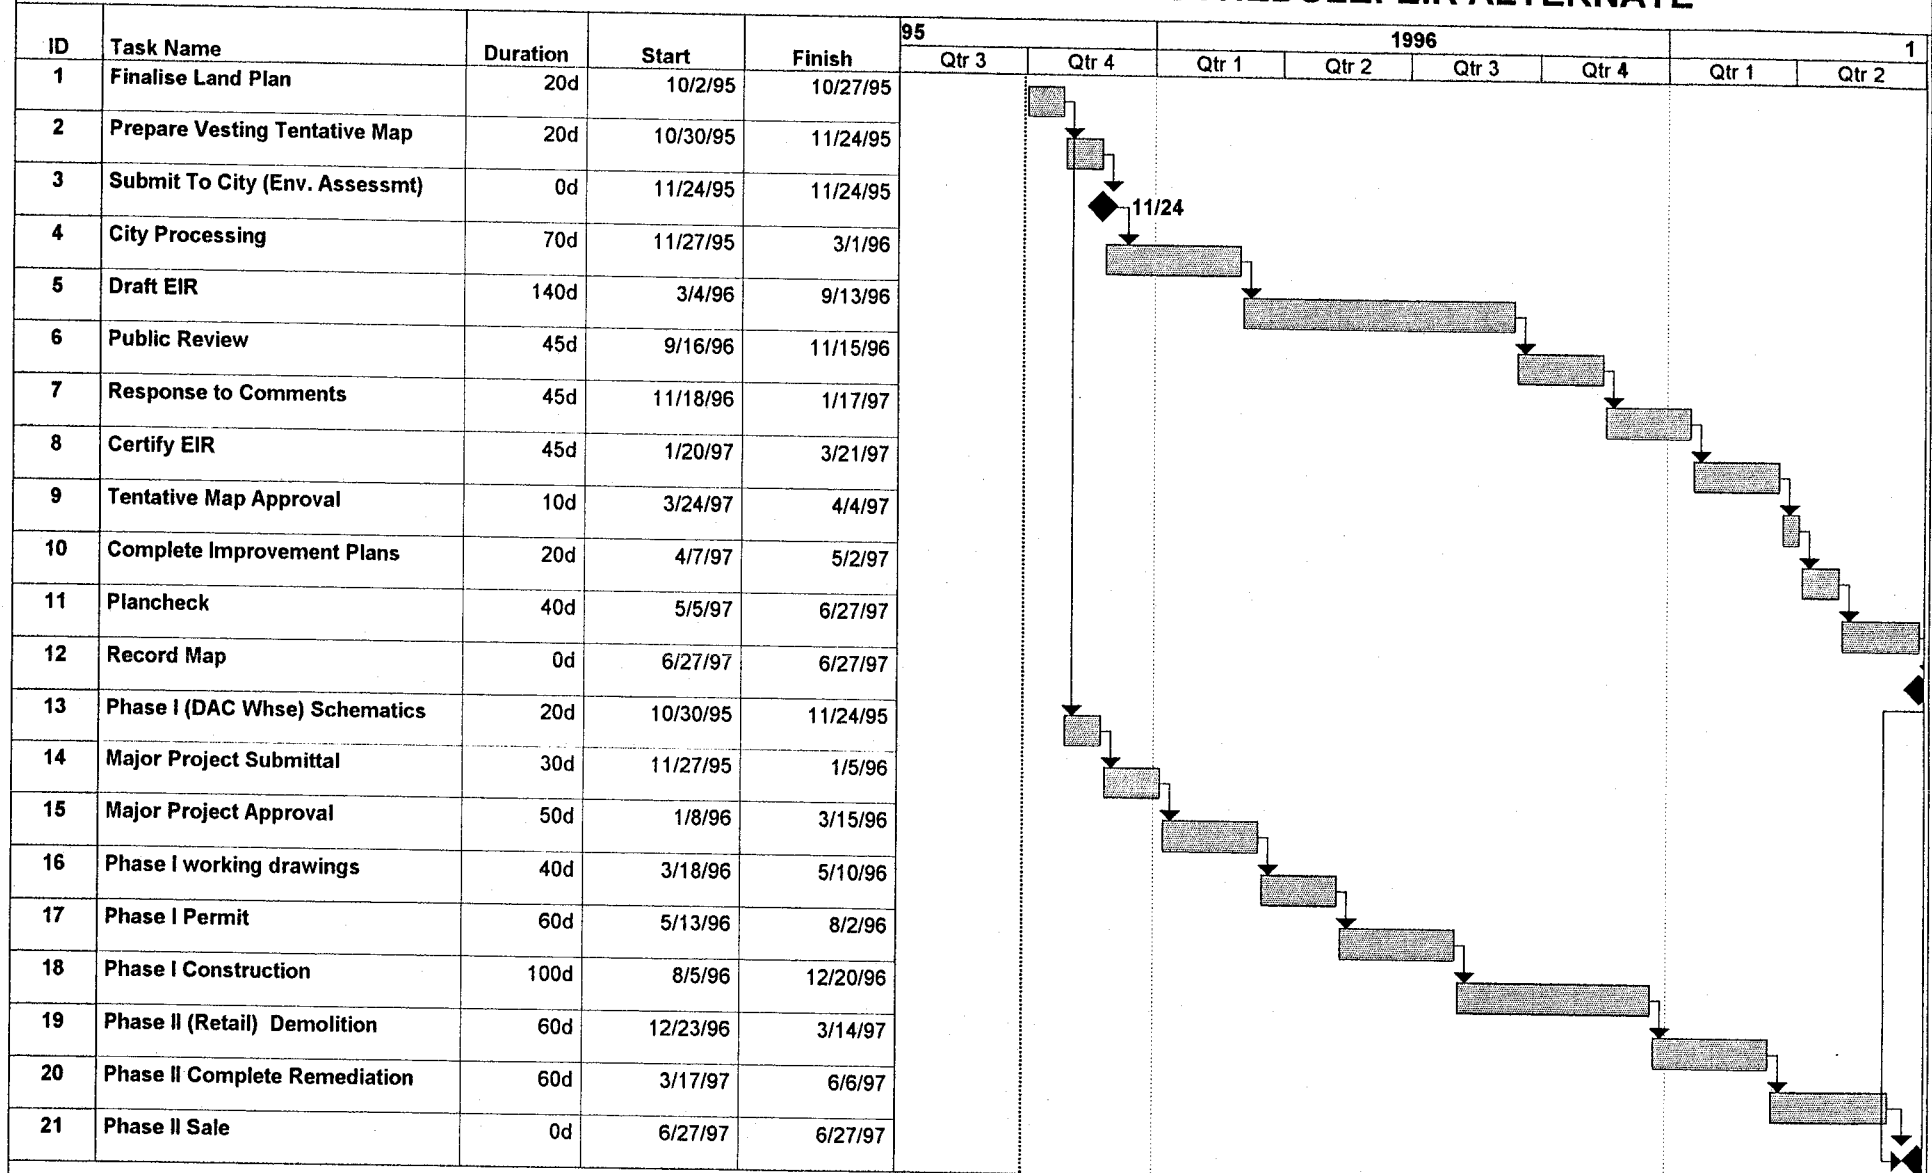 ID Task Name Duration Start Finish 95 1996 1
Qtr 3 Qtr 4 Qtr 1 Qtr 2 Qtr 3 Qtr 4 Qtr 1 Qtr 2
1 Finalise Land Plan 20d 10/2/95 10/27/95
2 Prepare Vesting Tentative Map 20d 10/30/95 11/24/95
3 Submit To City (Env. Assessmt) 0d 11/24/95 11/24/95
11/24
4 City Processing 70d 11/27/95 3/1/96
5 Draft EIR 140d 3/4/96 9/13/96
6 Public Review 45d 9/16/96 11/15/96
7 Response to Comments 45d 11/18/96 1/17/97
8 Certify EIR 45d 1/20/97 3/21/97
9 Tentative Map Approval 10d 3/24/97 4/4/97
10 Complete Improvement Plans 20d 4/7/97 5/2/97
11 Plancheck 40d 5/5/97 6/27/97
12 Record Map 0d 6/27/97 6/27/97
13 Phase I (DAC Whse) Schematics 20d 10/30/95 11/24/95
14 Major Project Submittal 30d 11/27/95 1/5/96
15 Major Project Approval 50d 1/8/96 3/15/96
16 Phase I working drawings 40d 3/18/96 5/10/96
17 Phase I Permit 60d 5/13/96 8/2/96
18 Phase I Construction 100d 8/5/96 12/20/96
19 Phase II (Retail) Demolition 60d 12/23/96 3/14/97
20 Phase II Complete Remediation 60d 3/17/97 6/6/97
21 Phase II Sale 0d 6/27/97 6/27/97